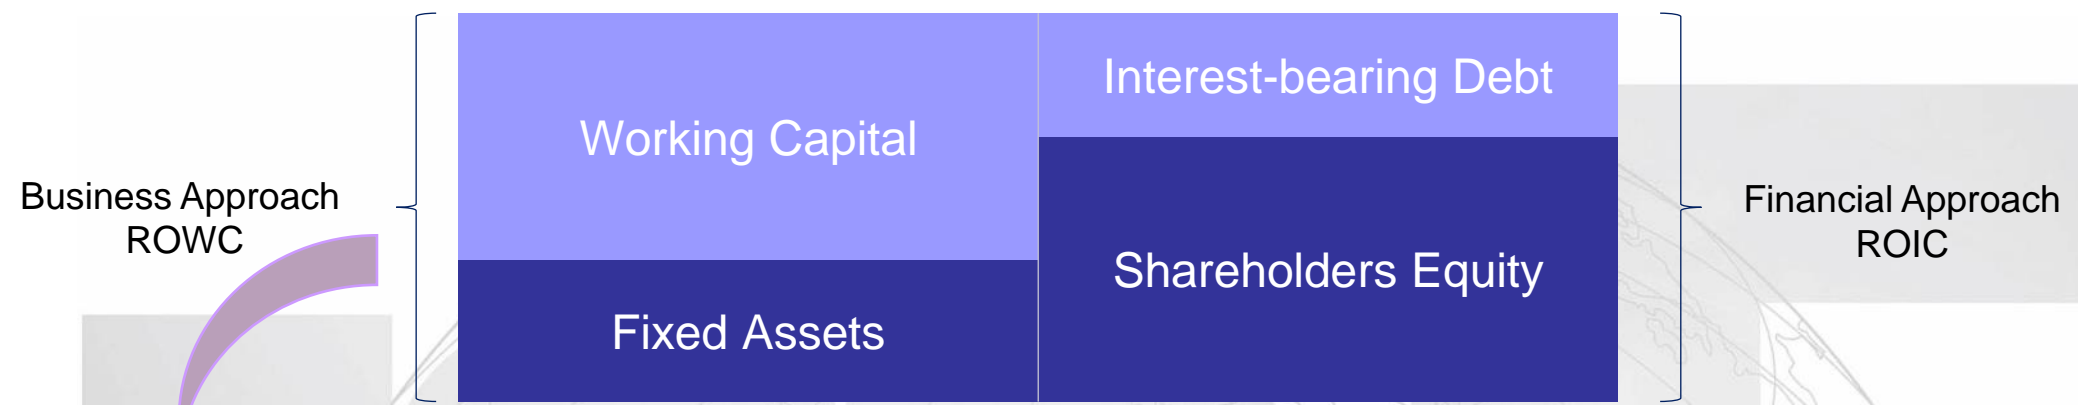 Business Approach
ROWC
Working Capital
Fixed Assets
Interest-bearing Debt
Shareholders Equity
Financial Approach
ROIC